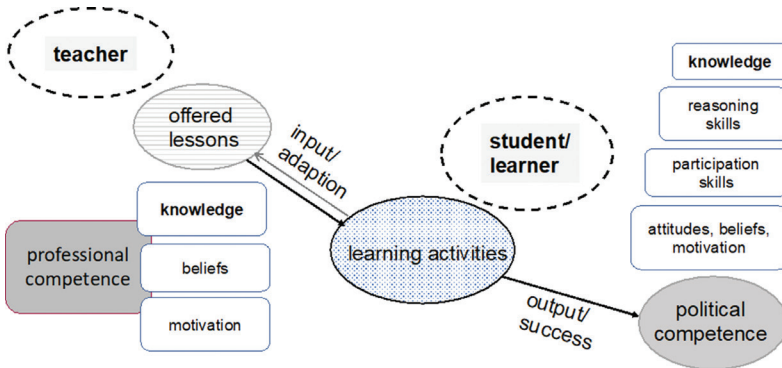 teacher
offered
lessons
input/
adaption
student/
learner
knowledge
reasoning
skills
participation
skills
attitudes, beliefs,
motivation
professional
competence
knowledge
beliefs
motivation
learning activities
output/
success
political
competence